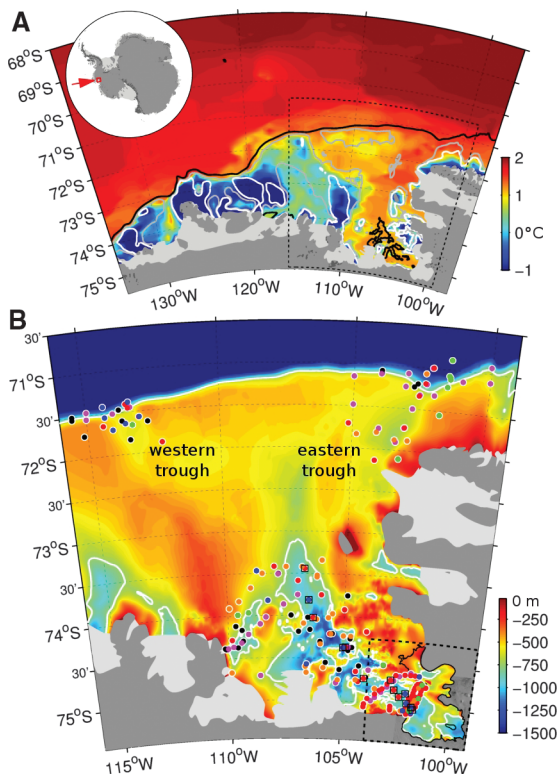 A
68°S
69°S
70°S
71°S
72°S
73°S
74°S
75°S
130°W
120°W
110°W
100°W
2
1
0°C
−1
B
30'
71°S
30'
72°S
30'
73°S
30'
74°S
30'
75°S
western trough
eastern trough
115°W
110°W
105°W
100°W
0 m
−250
−500
−750
−1000
−1250
−1500